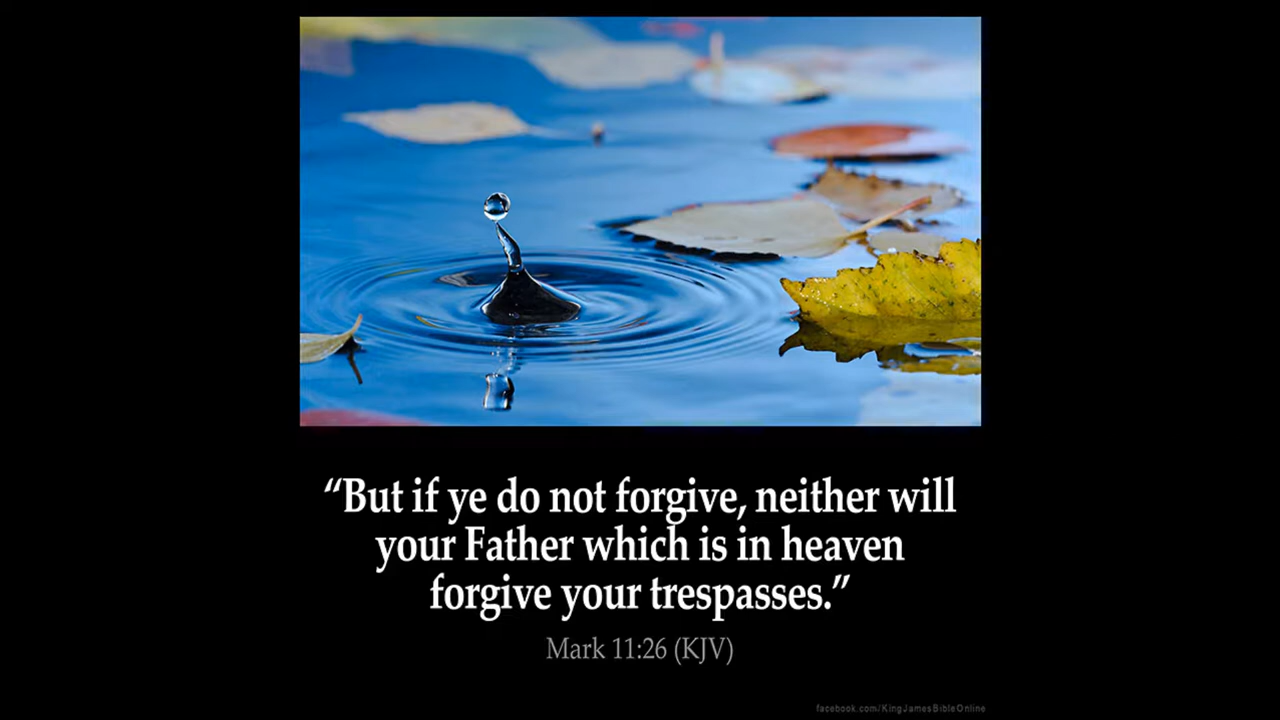 “But if ye do not forgive, neither will
your Father which is in heaven
forgive your trespasses.”
Mark 11:26 (KJV)
facebook.com/KingJamesBibleOnline